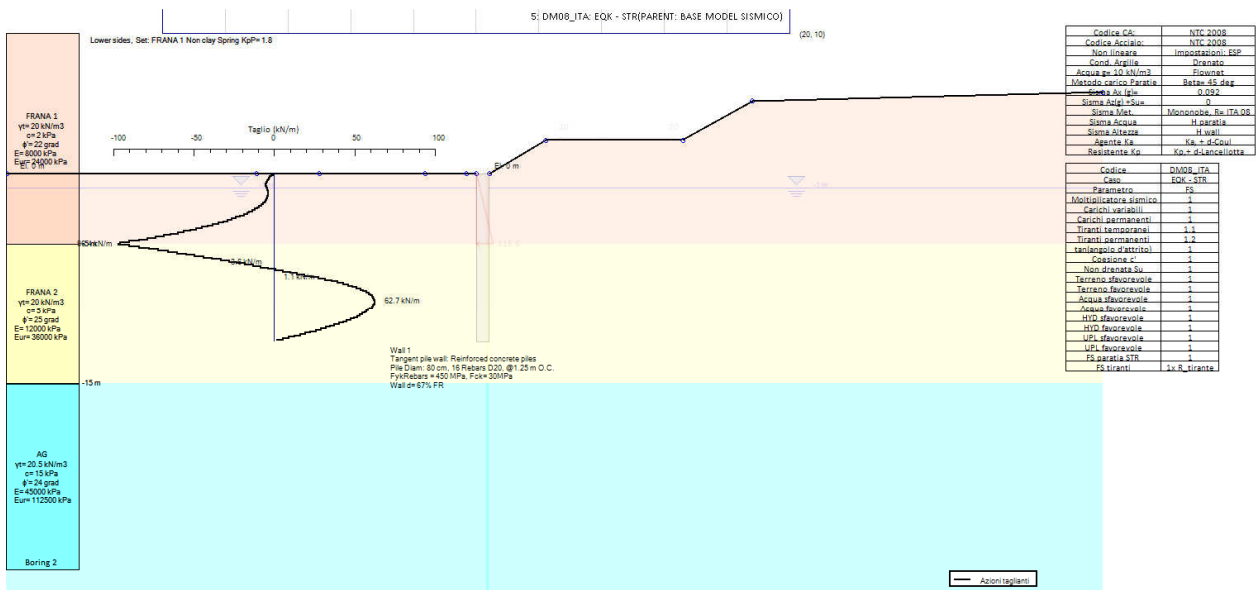 5: DM08_ITA: EQK - STR(PARENT: BASE MODEL SISMICO)
(20, 10)
Lower sides, Set: FRANA 1 Non clay Spring KpP= 1.8
Codice CA: NTC 2008
Codice Acciaio: NTC 2008
Non lineare Impostazioni: ESP
Cond. Argille Drenato
Acqua g= 10 kN/m3 Flownet
Metodo carico Paratie Beta= 45 deg
Sisma Ax (g)= 0.092
Sisma Az(g) +Su= 0
Sisma Met. Mononobe, R= ITA 08
Sisma Acqua H paratia
Sisma Altezza H wall
Agente Ka Ka, + d-Coul
Resistente Kp Kp,+ d-Lancellotta
FRANA 1
γt= 20 kN/m3
c= 2 kPa
ϕ'= 22 grad
E= 8000 kPa
Eur= 24000 kPa
El. 0 m
Taglio (kN/m)
-100 -50 0 50 100
El. 0 m
Codice DM08_ITA
Caso EQK - STR
Parametro FS
Moltiplicatore sismico 1
Carichi variabili 1
Carichi permanenti 1
Tiranti temporanei 1.1
Tiranti permanenti 1.2
tan(angolo d'attrito) 1
Coesione c' 1
Non drenata Su 1
Terreno sfavorevole 1
Terreno favorevole 1
Acqua sfavorevole 1
Acqua favorevole 1
HYD sfavorevole 1
HYD favorevole 1
UPL sfavorevole 1
UPL favorevole 1
FS paratia STR 1
FS tiranti 1x R_tirante
kN/m
1.1 kN/m
62.7 kN/m
FRANA 2
γt= 20 kN/m3
c= 5 kPa
ϕ'= 25 grad
E= 12000 kPa
Eur= 36000 kPa
Wall 1
Tangent pile wall: Reinforced concrete piles
Pile Diam: 80 cm, 16 Rebars D20, @1.25 m O.C.
FykRebars = 450 MPa, Fck= 30MPa
Wall d= 67% FR
-15 m
AG
γt= 20.5 kN/m3
c= 15 kPa
ϕ'= 24 grad
E= 45000 kPa
Eur= 112500 kPa
Boring 2
Azioni taglianti